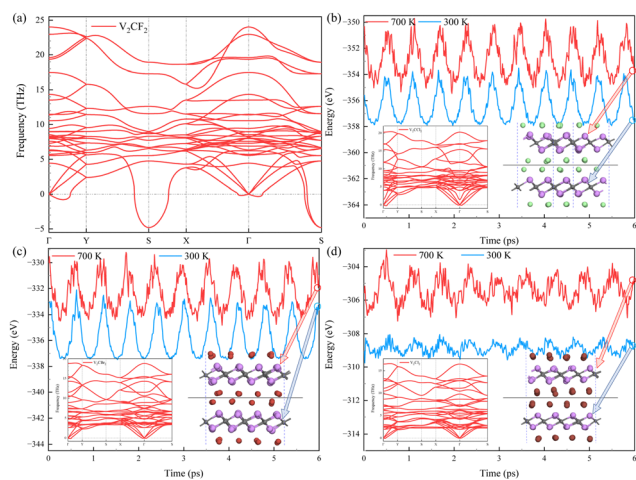 (a)
V₂CF₂
Frequency (THz)
25
20
15
10
5
0
−5
Γ Y S X Γ S
(b)
700 K 300 K
Energy (eV)
−350
−352
−354
−356
−358
−360
−362
−364
0 1 2 3 4 5 6
Time (ps)
(c)
700 K 300 K
Energy (eV)
−330
−332
−334
−336
−338
−340
−342
−344
0 1 2 3 4 5 6
Time (ps)
(d)
700 K 300 K
Energy (eV)
−304
−306
−308
−310
−312
−314
0 1 2 3 4 5 6
Time (ps)